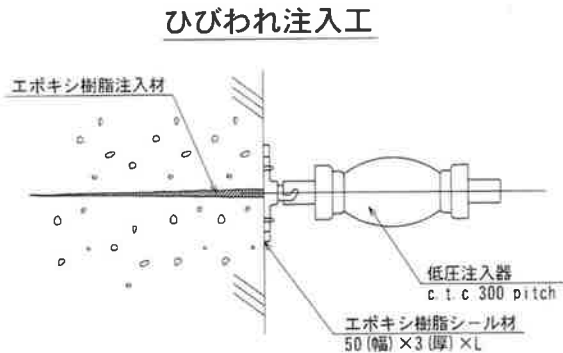 ひびわれ注入工
エポキシ樹脂注入材
低圧注入器
c.t.c 300 pitch
エポキシ樹脂シール材
50(幅)×3(厚)×L